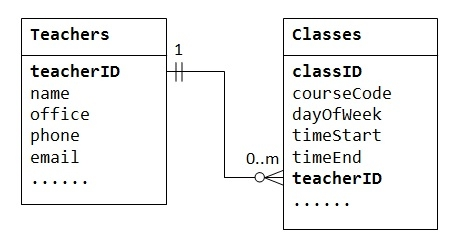 Teachers
teacherID
name
office
phone
email
......
1
0..m
Classes
classID
courseCode
dayOfWeek
timeStart
timeEnd
teacherID
......